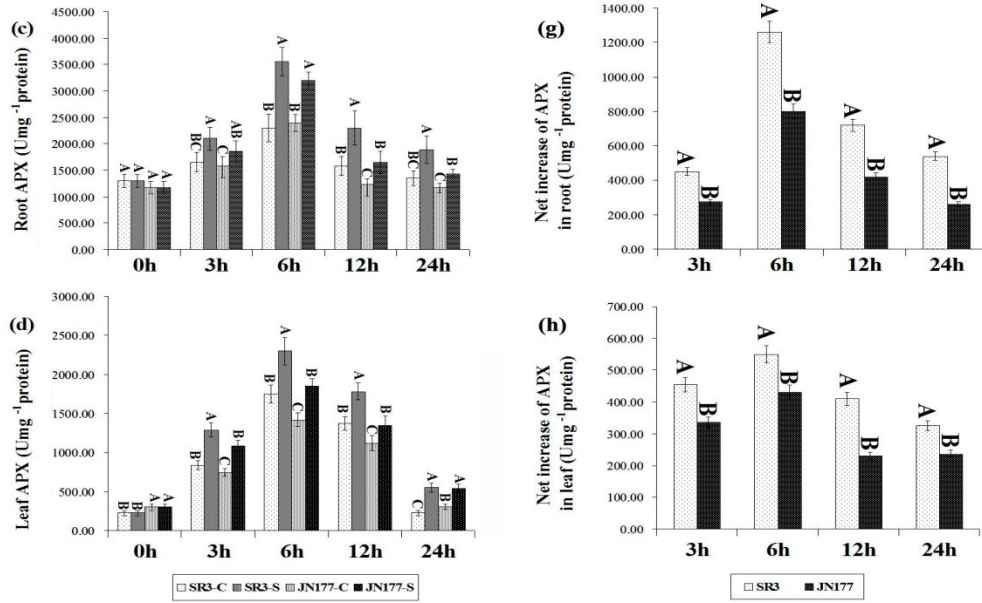 (c)
Root APX (Umg⁻¹protein)
4500.00
4000.00
3500.00
3000.00
2500.00
2000.00
1500.00
1000.00
500.00
0.00
A A A A
BC A C AB
B A B A
B A C B
BC A C B
0h 3h 6h 12h 24h
(g)
Net increase of APX
in root (Umg⁻¹protein)
1400.00
1200.00
1000.00
800.00
600.00
400.00
200.00
0.00
A B
A B
A B
A B
3h 6h 12h 24h
(d)
Leaf APX (Umg⁻¹protein)
3000.00
2500.00
2000.00
1500.00
1000.00
500.00
0.00
B B A A
B A C B
B A C B
B A C B
C A B A
0h 3h 6h 12h 24h
SR3-C SR3-S JN177-C JN177-S
(h)
Net increase of APX
in leaf (Umg⁻¹protein)
700.00
600.00
500.00
400.00
300.00
200.00
100.00
0.00
A B
A B
A B
A B
3h 6h 12h 24h
SR3 JN177